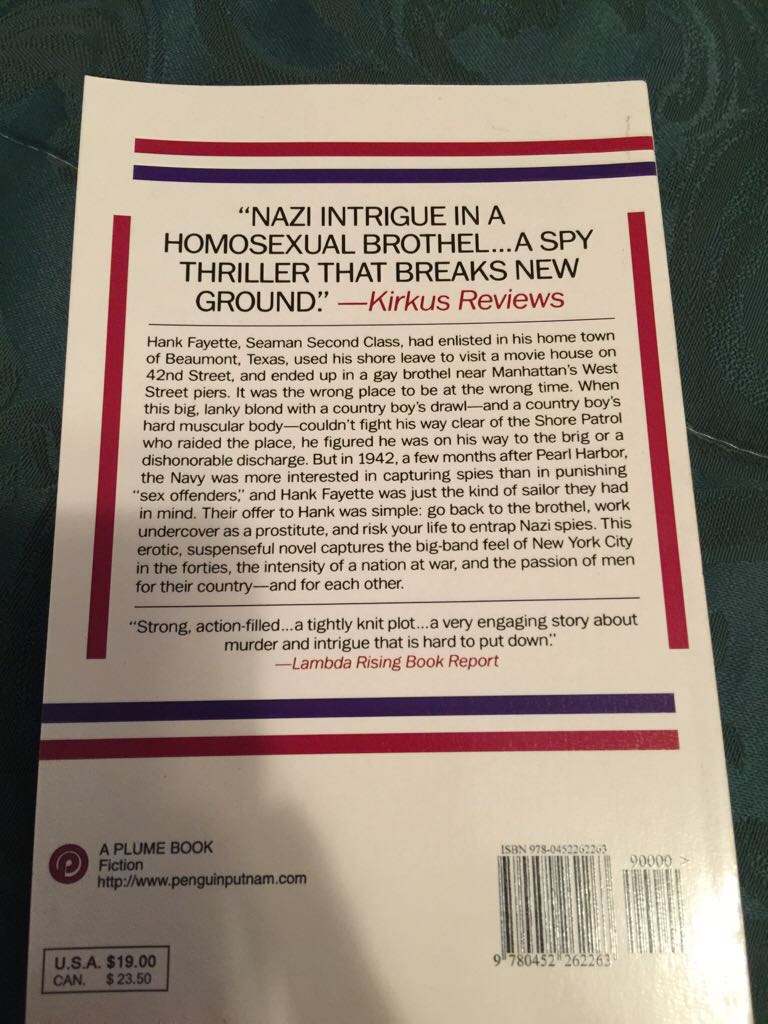 “NAZI INTRIGUE IN A
HOMOSEXUAL BROTHEL...A SPY
THRILLER THAT BREAKS NEW
GROUND.” —Kirkus Reviews
Hank Fayette, Seaman Second Class, had enlisted in his home town
of Beaumont, Texas, used his shore leave to visit a movie house on
42nd Street, and ended up in a gay brothel near Manhattan’s West
Street piers. It was the wrong place to be at the wrong time. When
this big, lanky blond with a country boy’s drawl—and a country boy’s
hard muscular body—couldn’t fight his way clear of the Shore Patrol
who raided the place, he figured he was on his way to the brig or a
dishonorable discharge. But in 1942, a few months after Pearl Harbor,
the Navy was more interested in capturing spies than in punishing
“sex offenders,” and Hank Fayette was just the kind of sailor they had
in mind. Their offer to Hank was simple: go back to the brothel, work
undercover as a prostitute, and risk your life to entrap Nazi spies. This
erotic, suspenseful novel captures the big-band feel of New York City
in the forties, the intensity of a nation at war, and the passion of men
for their country—and for each other.
“Strong, action-filled...a tightly knit plot...a very engaging story about
murder and intrigue that is hard to put down.”
—Lambda Rising Book Report
A PLUME BOOK
Fiction
http://www.penguinputnam.com
ISBN 978-0452262263
90000 >
9 780452 262263
U.S.A. $19.00
CAN. $23.50